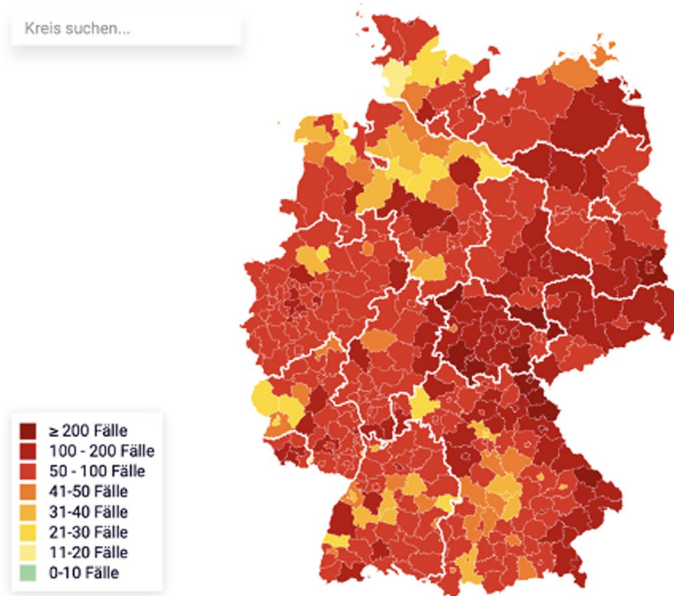 Kreis suchen...
≥ 200 Fälle
100 - 200 Fälle
50 - 100 Fälle
41-50 Fälle
31-40 Fälle
21-30 Fälle
11-20 Fälle
0-10 Fälle